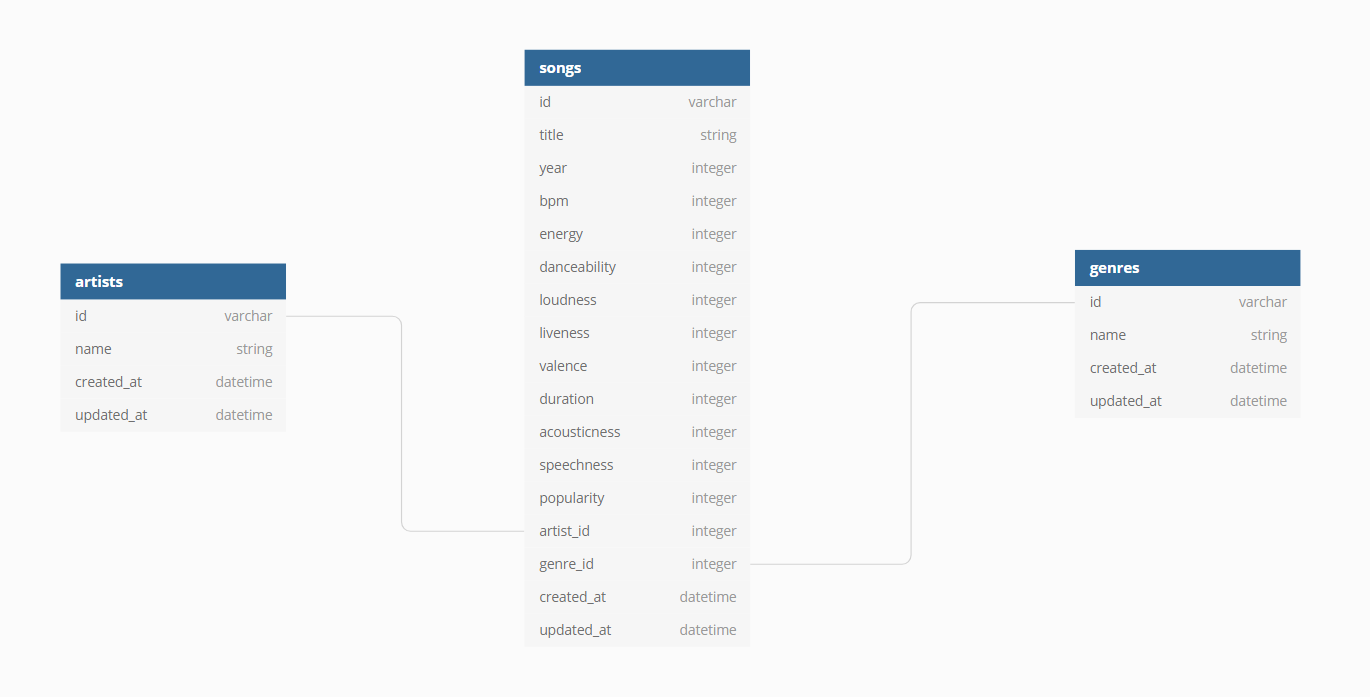 artists
id varchar
name string
created_at datetime
updated_at datetime
songs
id varchar
title string
year integer
bpm integer
energy integer
danceability integer
loudness integer
liveness integer
valence integer
duration integer
acousticness integer
speechness integer
popularity integer
artist_id integer
genre_id integer
created_at datetime
updated_at datetime
genres
id varchar
name string
created_at datetime
updated_at datetime